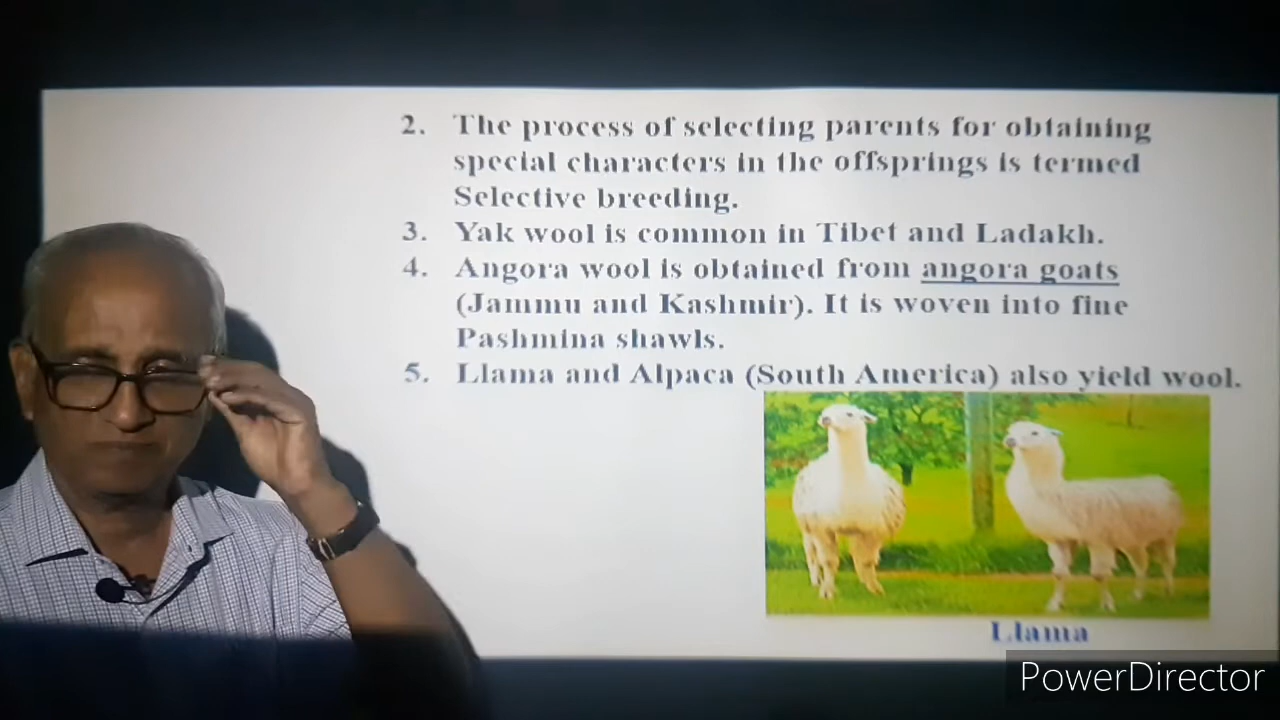 2. The process of selecting parents for obtaining
special characters in the offsprings is termed
Selective breeding.
3. Yak wool is common in Tibet and Ladakh.
4. Angora wool is obtained from angora goats
(Jammu and Kashmir). It is woven into fine
Pashmina shawls.
5. Llama and Alpaca (South America) also yield wool.
Llama
PowerDirector